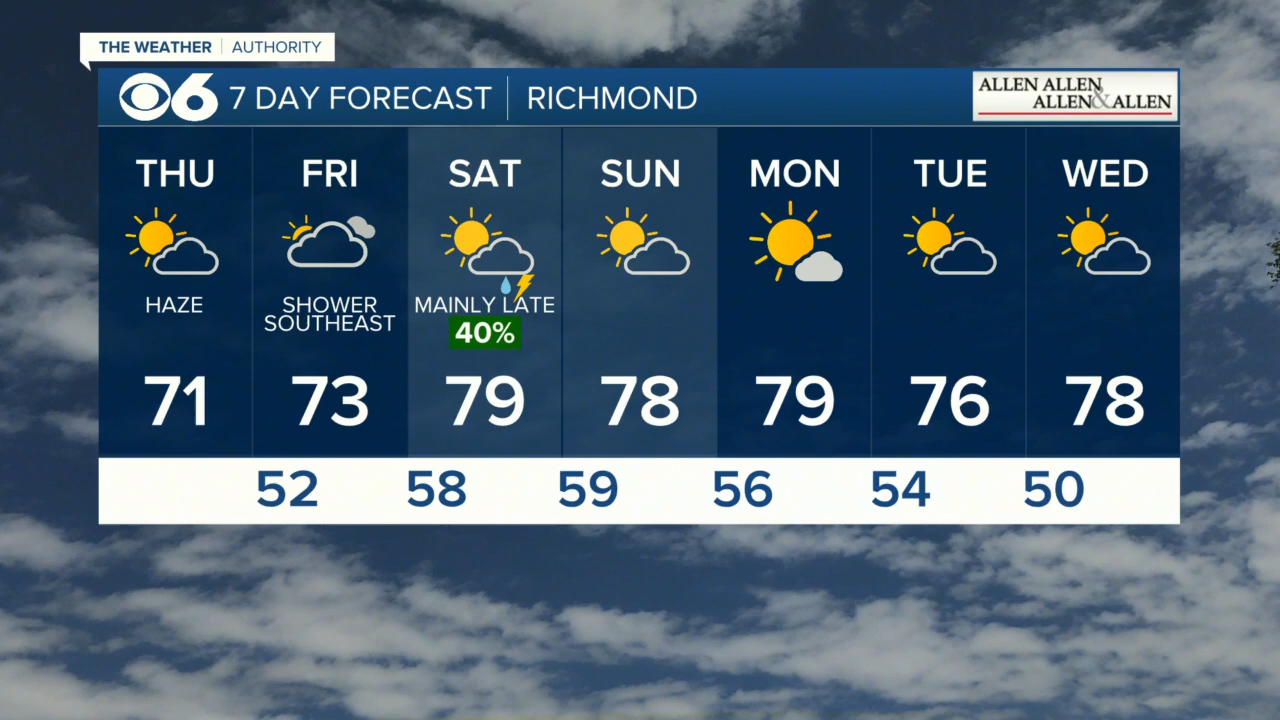 THE WEATHER AUTHORITY
6 7 DAY FORECAST RICHMOND
ALLEN ALLEN
ALLEN & ALLEN
THU FRI SAT SUN MON TUE WED
HAZE SHOWER MAINLY LATE
SOUTHEAST 40%
71 73 79 78 79 76 78
52 58 59 56 54 50